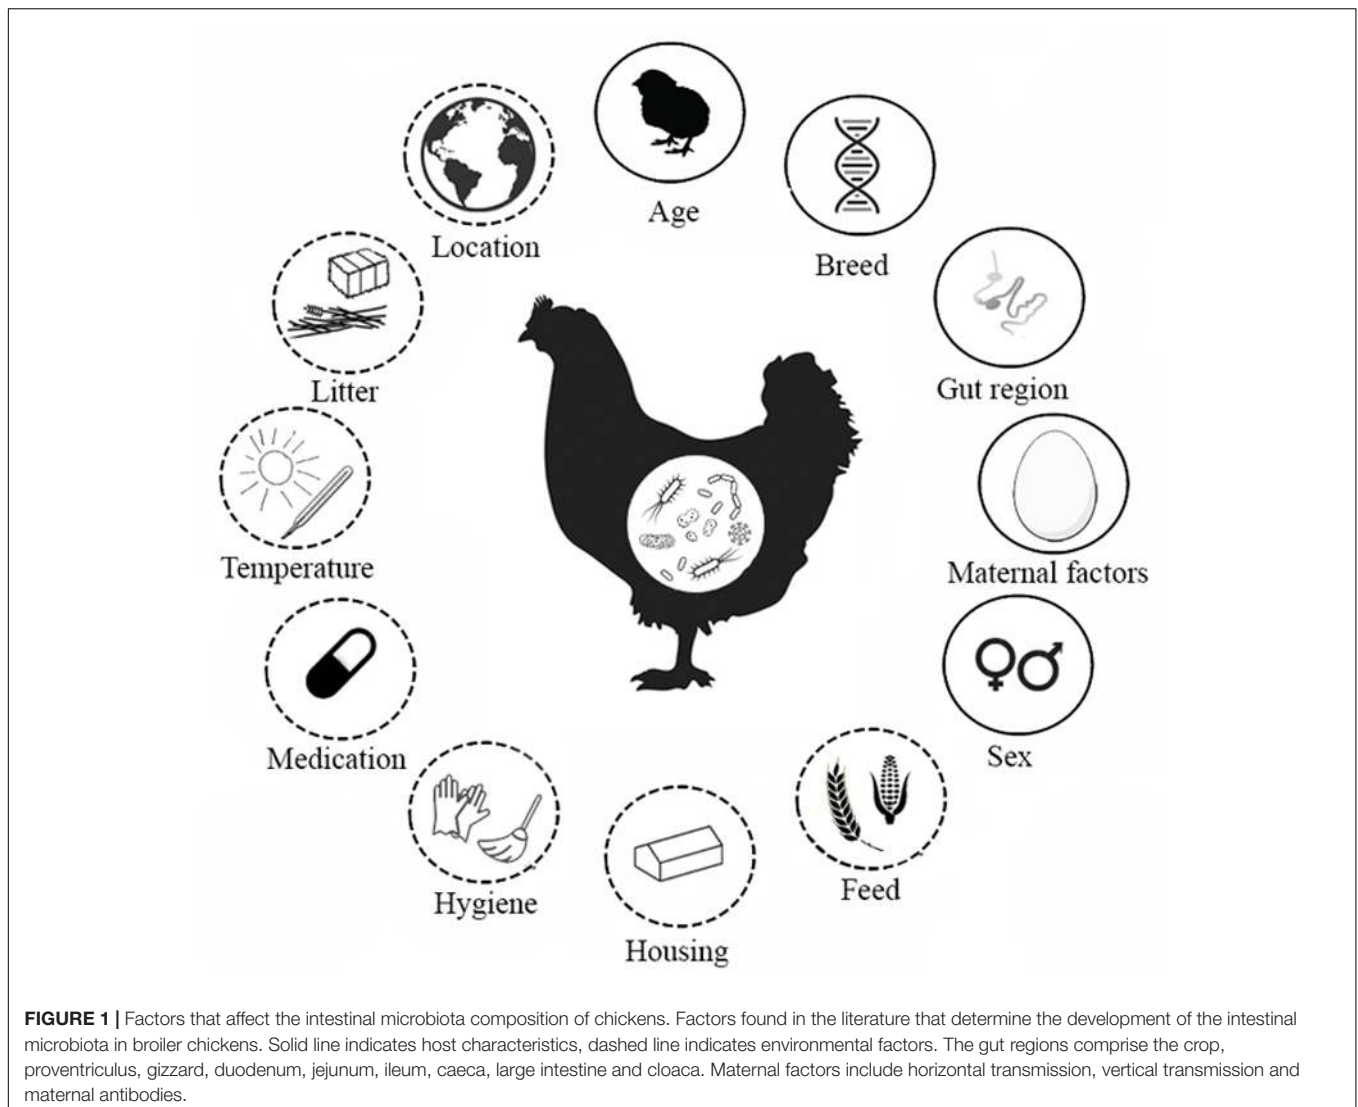 Age
Location
Breed
Gut region
Litter
Temperature
Maternal factors
Medication
Sex
Hygiene
Feed
Housing
FIGURE 1 | Factors that affect the intestinal microbiota composition of chickens. Factors found in the literature that determine the development of the intestinal
microbiota in broiler chickens. Solid line indicates host characteristics, dashed line indicates environmental factors. The gut regions comprise the crop,
proventriculus, gizzard, duodenum, jejunum, ileum, caeca, large intestine and cloaca. Maternal factors include horizontal transmission, vertical transmission and
maternal antibodies.